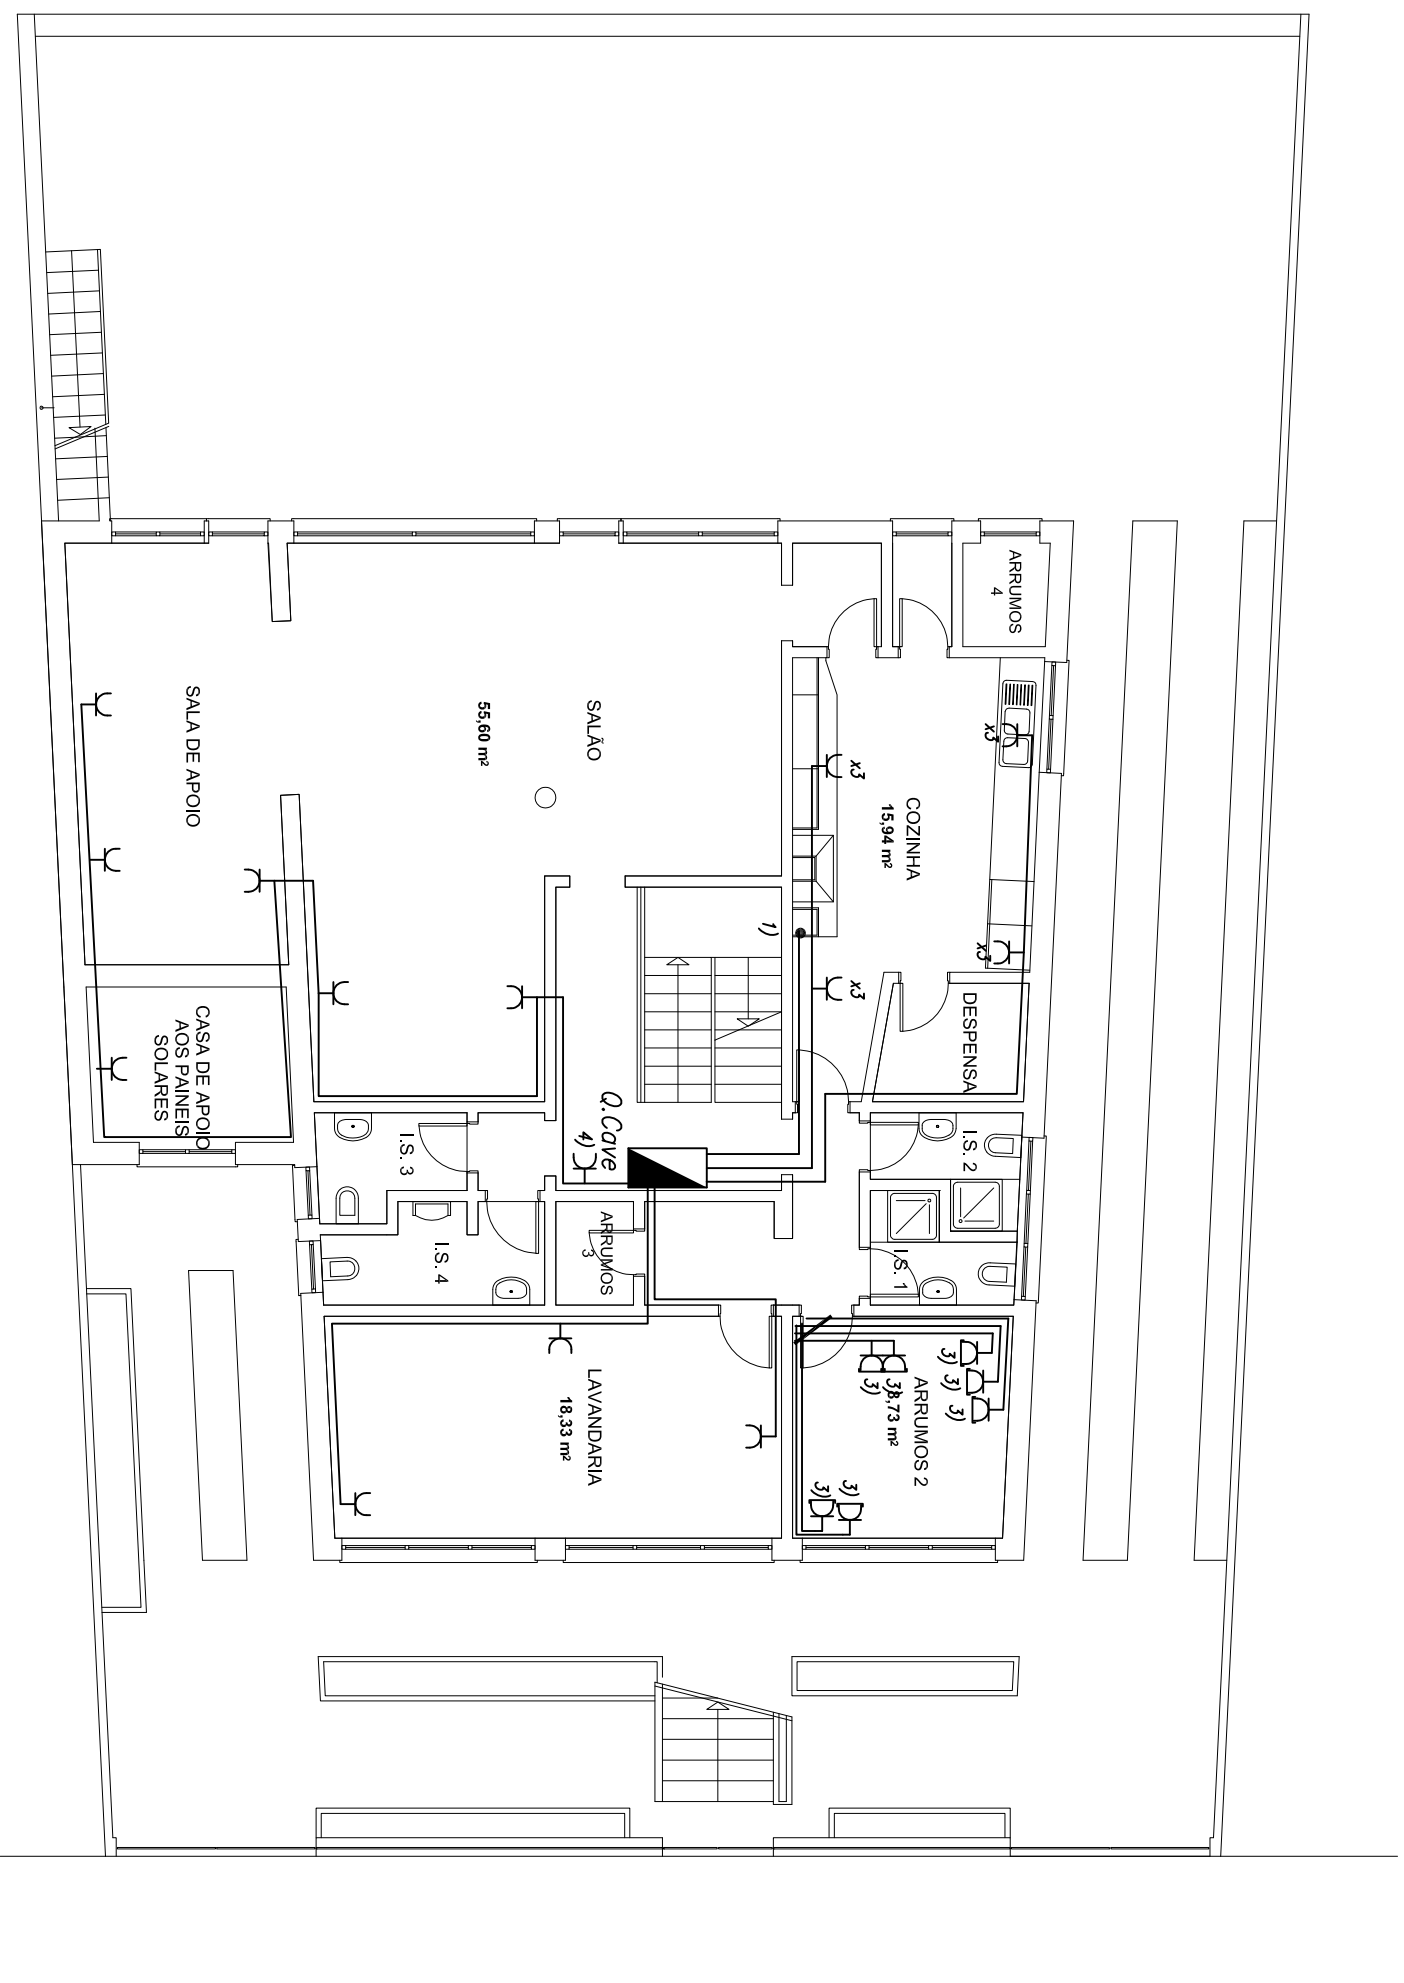 ARRUMOS
4
SALA DE APOIO
55,60 m²
SALÃO
x3
x3
COZINHA
15,94 m²
1)
x3
x3
DESPENSA
CASA DE APOIO
AOS PAINEIS
SOLARES
Q.Cave
4)
I.S. 3
I.S. 2
I.S. 4
ARRUMOS
3
I.S. 1
LAVANDARIA
18,33 m²
ARRUMOS 2
8,73 m²
3)
3)
3)
3)
3)
3)
3)